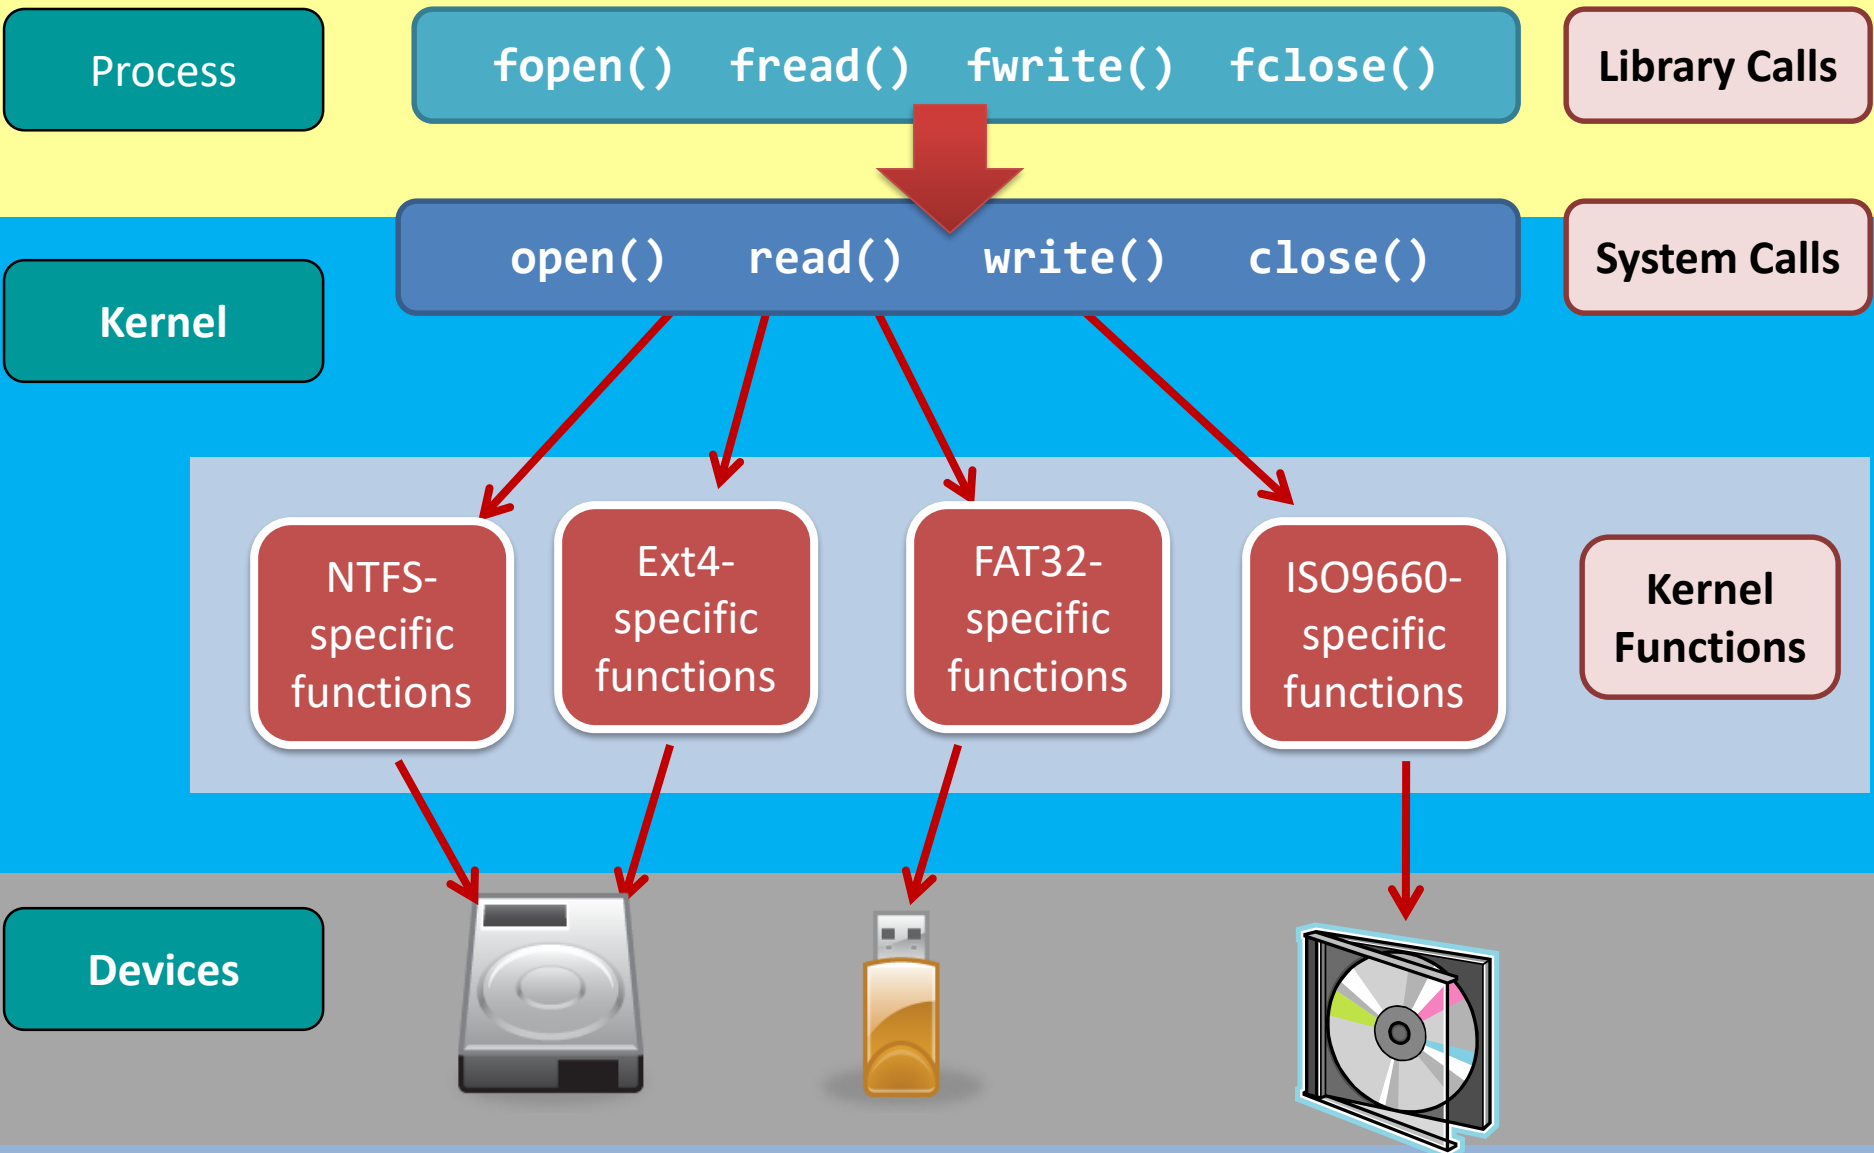 Process
fopen() fread() fwrite() fclose()
Library Calls
open() read() write() close()
System Calls
Kernel
NTFS-
specific
functions
Ext4-
specific
functions
FAT32-
specific
functions
ISO9660-
specific
functions
Kernel
Functions
Devices